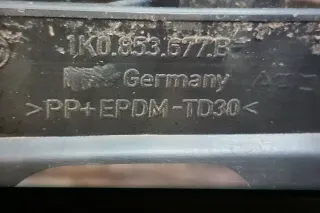 1K0.853.677.B
Germany
>PP+EPDM-TD30<